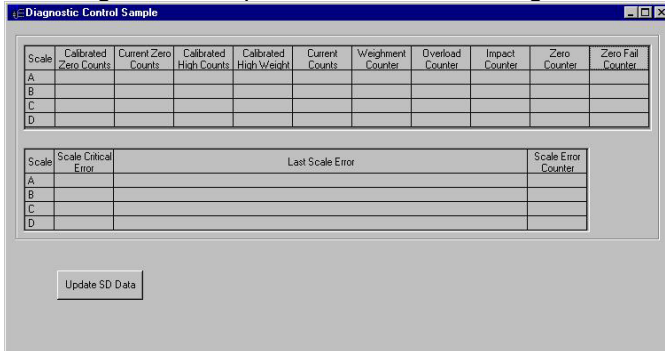 Diagnostic Control Sample
Scale Calibrated Zero Counts Current Zero Counts Calibrated High Counts Calibrated High Weight Current Counts Weighment Counter Overload Counter Impact Counter Zero Counter Zero Fail Counter
A
B
C
D
Scale Scale Critical Error Last Scale Error Scale Error Counter
A
B
C
D
Update SD Data